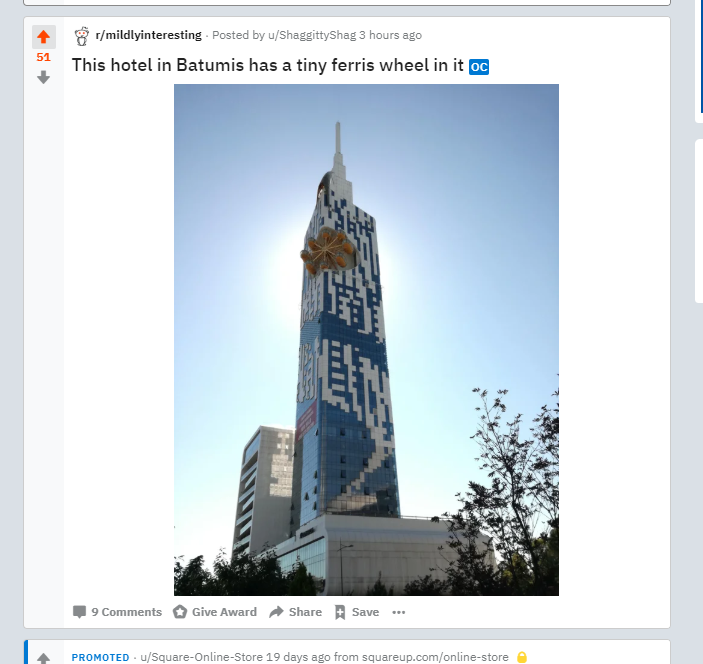 r/mildlyinteresting · Posted by u/ShaggittyShag 3 hours ago
51
This hotel in Batumis has a tiny ferris wheel in it OC
9 Comments Give Award Share Save ...
PROMOTED · u/Square-Online-Store 19 days ago from squareup.com/online-store